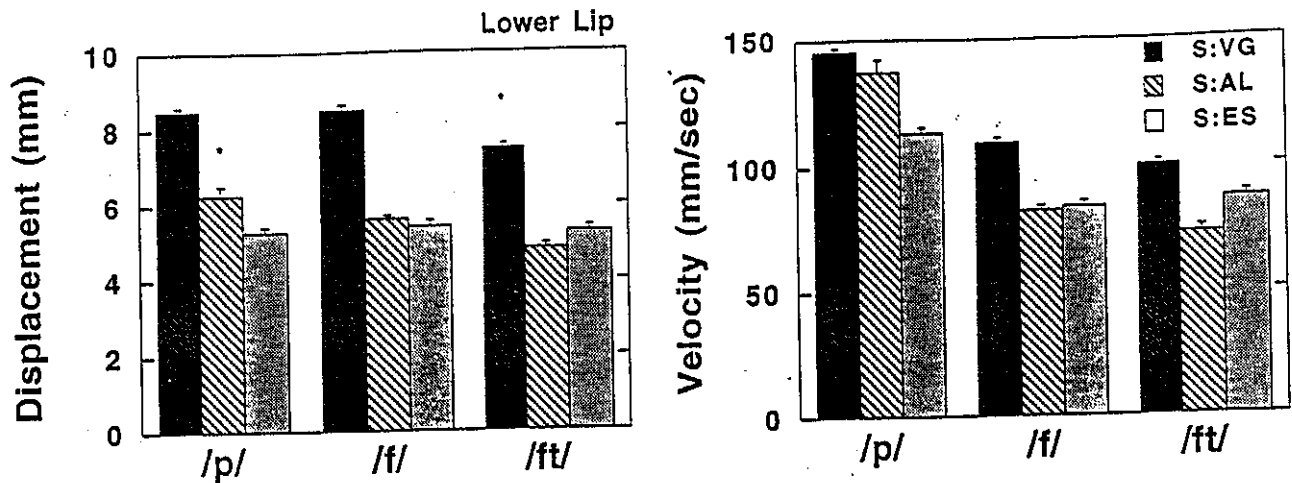 Lower Lip
Displacement (mm)
10
8
6
4
2
0
*
*
/p/ /f/ /ft/
Velocity (mm/sec)
150
100
50
0
S:VG
S:AL
S:ES
/p/ /f/ /ft/